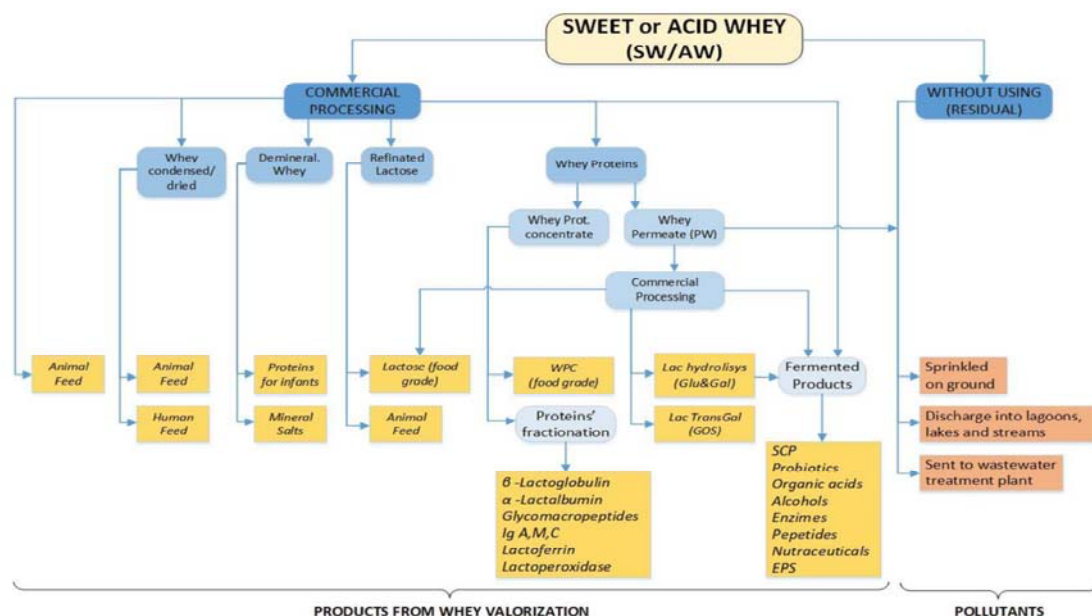 SWEET or ACID WHEY
(SW/AW)
COMMERCIAL
PROCESSING
WITHOUT USING
(RESIDUAL)
Whey
condensed/
dried
Demineral.
Whey
Refinated
Lactose
Whey Proteins
Whey Prot.
concentrate
Whey
Permeate (PW)
Commercial
Processing
Animal
Feed
Animal
Feed
Proteins
for infants
Lactose (food
grade)
WPC
(food grade)
Lac hydrolisys
(Glu&Gal)
Fermented
Products
Sprinkled
on ground
Human
Feed
Mineral
Salts
Animal
Feed
Proteins'
fractionation
Lac TransGal
(GOS)
Discharge into lagoons,
lakes and streams
Sent to wastewater
treatment plant
β -Lactoglobulin
α -Lactalbumin
Glycomacropeptides
Ig A,M,C
Lactoferrin
Lactoperoxidase
SCP
Probiotics
Organic acids
Alcohols
Enzimes
Pepetides
Nutraceuticals
EPS
PRODUCTS FROM WHEY VALORIZATION
POLLUTANTS